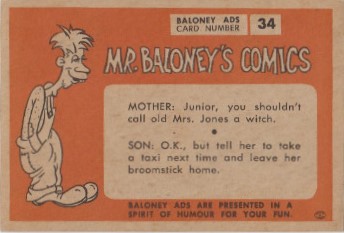 BALONEY ADS
CARD NUMBER
34
MR. BALONEY'S COMICS
MOTHER: Junior, you shouldn't
call old Mrs. Jones a witch.
•
SON: O.K., but tell her to take
a taxi next time and leave her
broomstick home.
BALONEY ADS ARE PRESENTED IN A
SPIRIT OF HUMOUR FOR YOUR FUN.